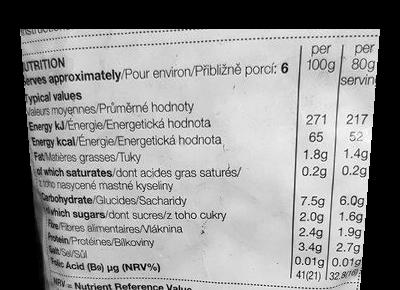 NUTRITION per per
100g 80g
Serves approximately/Pour environ/Přibližně porcí: 6 serving
Typical values
Valeurs moyennes/Průměrné hodnoty
Energy kJ/Énergie/Energetická hodnota 271 217
Energy kcal/Énergie/Energetická hodnota 65 52
Fat/Matières grasses/Tuky 1.8g 1.4g
of which saturates/dont acides gras saturés/ 0.2g 0.2g
z toho nasycené mastné kyseliny
Carbohydrate/Glucides/Sacharidy 7.5g 6.0g
of which sugars/dont sucres/z toho cukry 2.0g 1.6g
Fibre/Fibres alimentaires/Vláknina 2.4g 1.9g
Protein/Protéines/Bílkoviny 3.4g 2.7g
Salt/Sel/Sůl 0.01g 0.01g
Folic Acid (B9) µg (NRV%) 41(21) 32.8(16)
NRV = Nutrient Reference Value